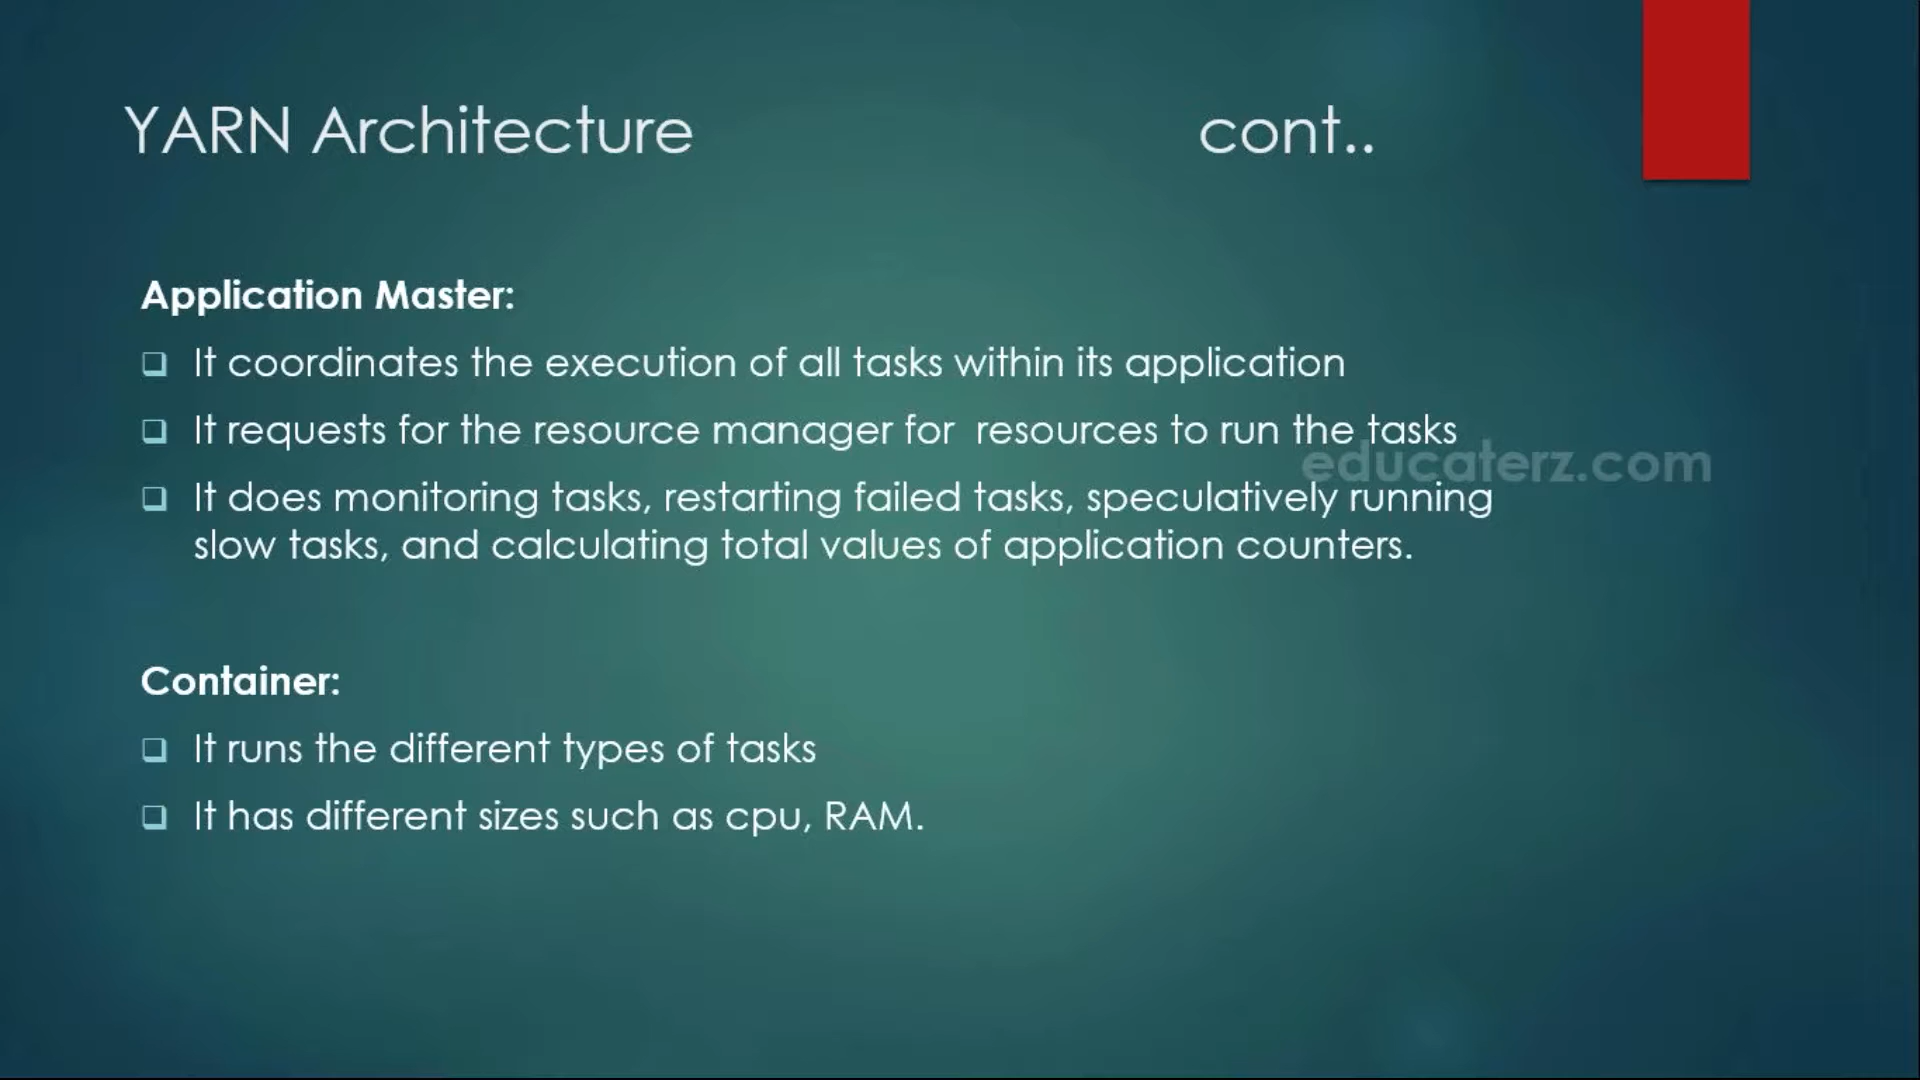 YARN Architecture cont..
Application Master:
It coordinates the execution of all tasks within its application
It requests for the resource manager for  resources to run the tasks
educaterz.com
It does monitoring tasks, restarting failed tasks, speculatively running
slow tasks, and calculating total values of application counters.
Container:
It runs the different types of tasks
It has different sizes such as cpu, RAM.